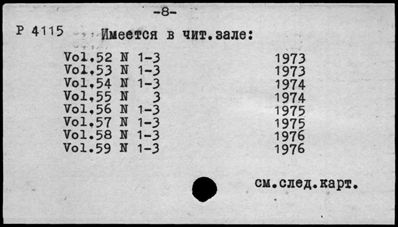 -8-
P 4115 Имеется в чит.зале:
Vol.52 N 1-3 1973
Vol.53 N 1-3 1973
Vol.54 N 1-3 1974
Vol.55 N 3 1974
Vol.56 N 1-3 1975
Vol.57 N 1-3 1975
Vol.58 N 1-3 1976
Vol.59 N 1-3 1976
см.след.карт.